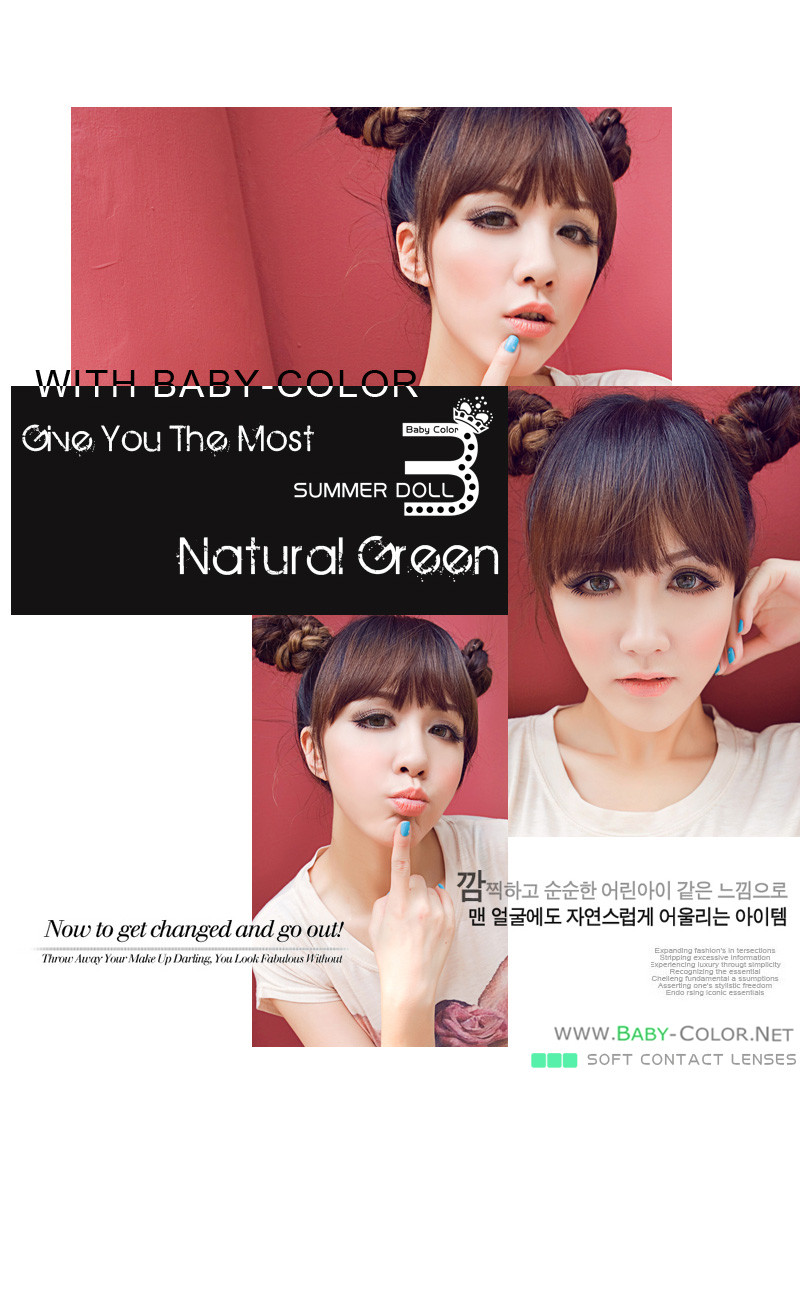 WITH BABY-COLOR
Give You The Most
Baby Color
SUMMER DOLL
Natural Green
깜찍하고 순순한 어린아이 같은 느낌으로
맨 얼굴에도 자연스럽게 어울리는 아이템
Now to get changed and go out!
Throw Away Your Make Up Darling, You Look Fabulous Without
Expanding fashion's in tersections
Stripping excessive information
Experiencing luxury througt simplicity
Recognizing the essential
Chelleng fundamental a ssumptions
Asserting one's stylistic freedom
Endo rsing iconic essentials
WWW.BABY-COLOR.NET
SOFT CONTACT LENSES